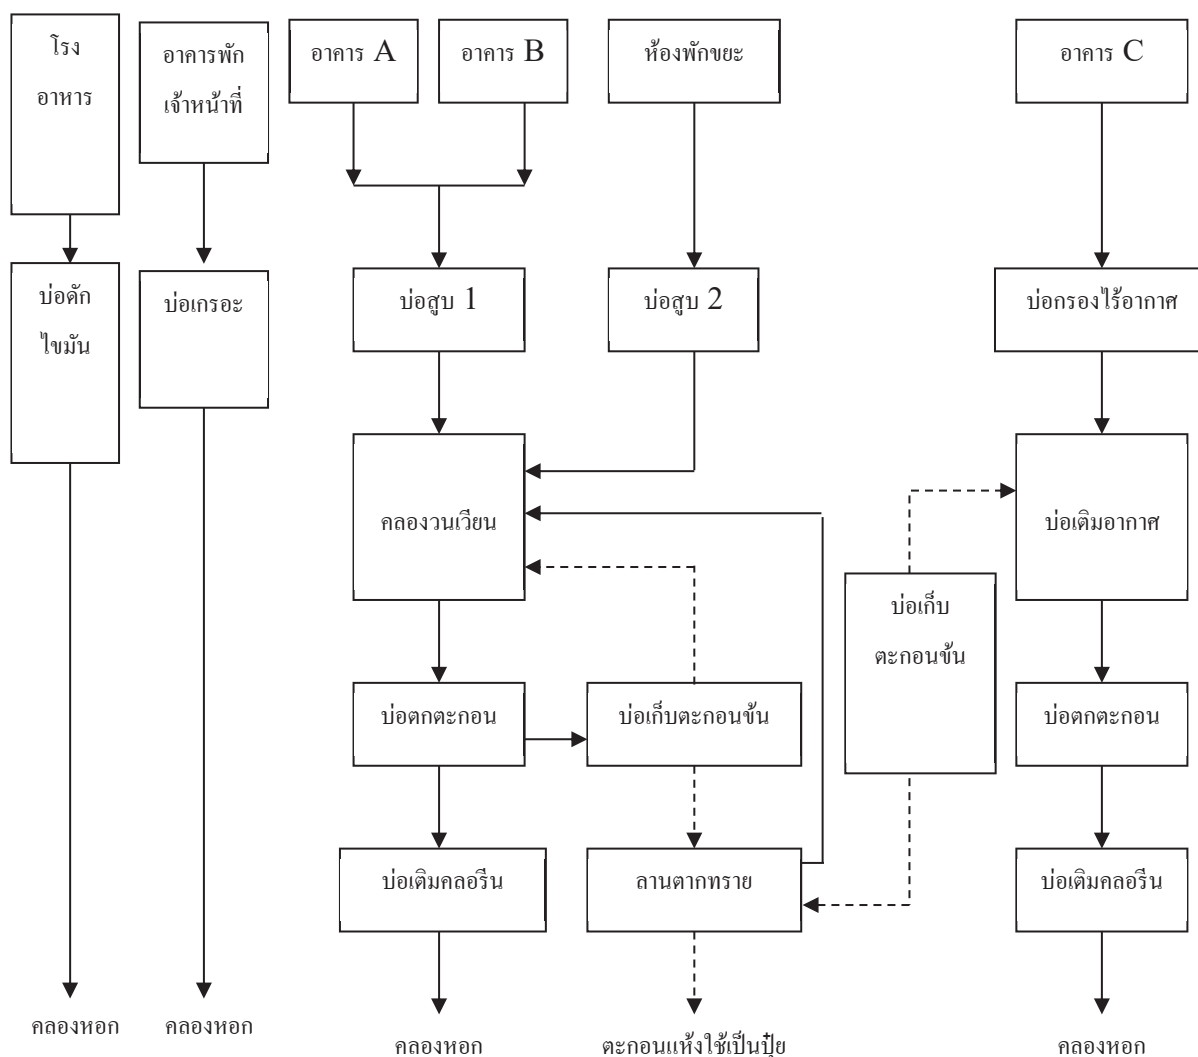 โรง
อาหาร
อาคารพัก
เจ้าหน้าที่
อาคาร A
อาคาร B
ห้องพักขยะ
อาคาร C
บ่อดัก
ไขมัน
บ่อเกรอะ
บ่อสูบ 1
บ่อสูบ 2
บ่อกรองไร้อากาศ
คลองวนเวียน
บ่อเติมอากาศ
บ่อเก็บ
ตะกอนข้น
บ่อตกตะกอน
บ่อเก็บตะกอนข้น
บ่อตกตะกอน
บ่อเติมคลอรีน
ลานตากทราย
บ่อเติมคลอรีน
คลองหอก
คลองหอก
คลองหอก
ตะกอนแห้งใช้เป็นปุ๋ย
คลองหอก